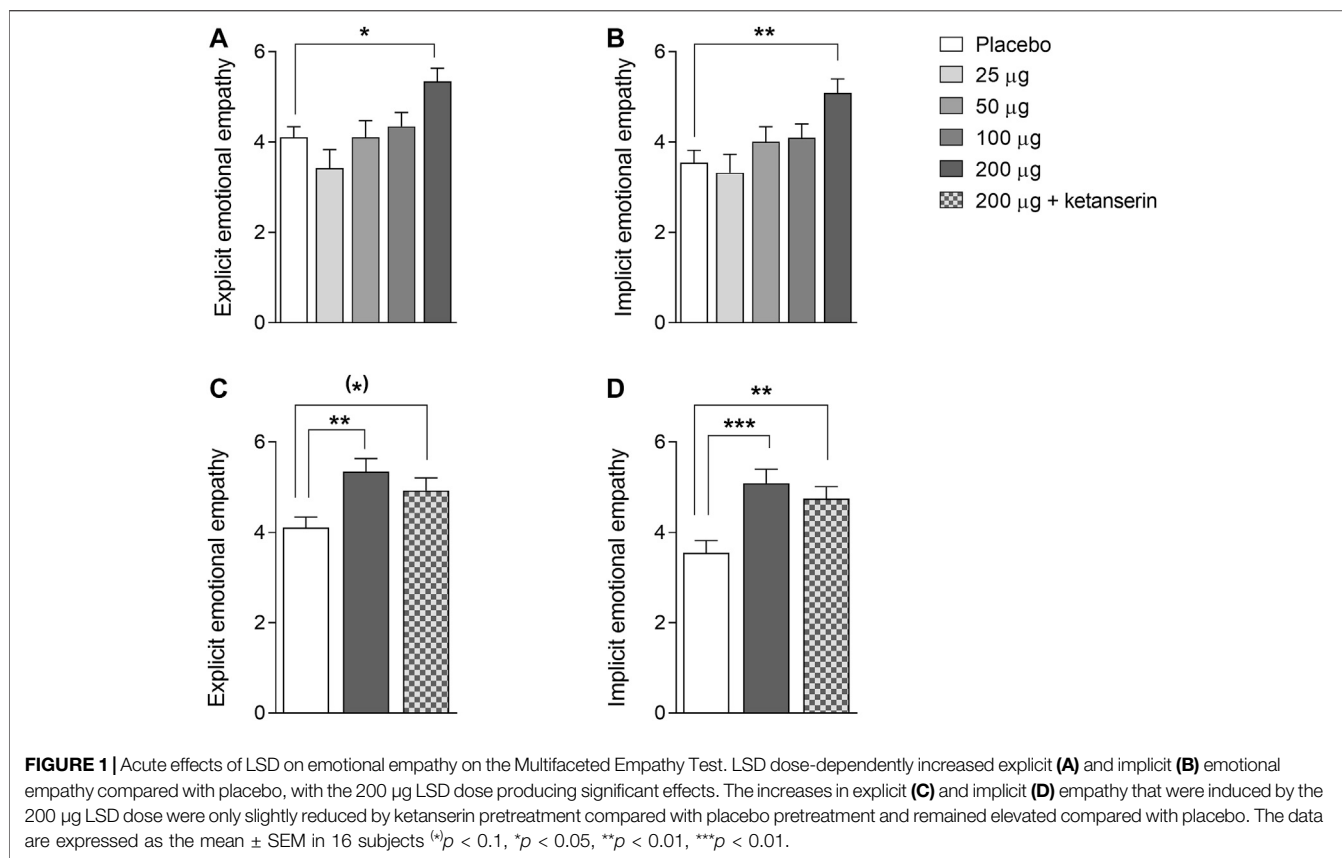 A
*
Explicit emotional empathy
6
4
2
0
B
**
Implicit emotional empathy
6
4
2
0
Placebo
25 μg
50 μg
100 μg
200 μg
200 μg + ketanserin
C
(*)
**
Explicit emotional empathy
6
4
2
0
D
**
***
Implicit emotional empathy
6
4
2
0
FIGURE 1 | Acute effects of LSD on emotional empathy on the Multifaceted Empathy Test. LSD dose-dependently increased explicit (A) and implicit (B) emotional
empathy compared with placebo, with the 200 μg LSD dose producing significant effects. The increases in explicit (C) and implicit (D) empathy that were induced by the
200 μg LSD dose were only slightly reduced by ketanserin pretreatment compared with placebo pretreatment and remained elevated compared with placebo. The data
are expressed as the mean ± SEM in 16 subjects (*)p < 0.1, *p < 0.05, **p < 0.01, ***p < 0.01.